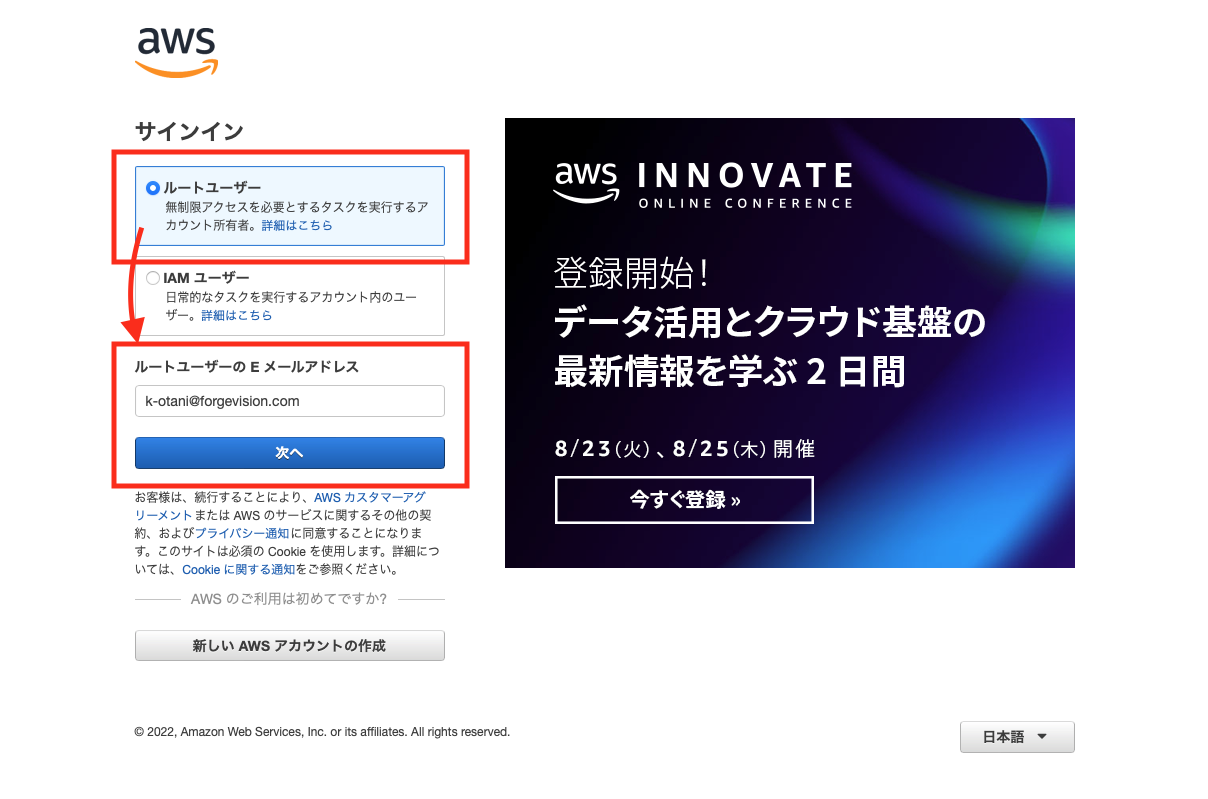 aws
サインイン
ルートユーザー
無制限アクセスを必要とするタスクを実行するア
カウント所有者。詳細はこちら
IAM ユーザー
日常的なタスクを実行するアカウント内のユー
ザー。詳細はこちら
ルートユーザーの E メールアドレス
k-otani@forgevision.com
次へ
お客様は、続行することにより、AWS カスタマーアグ
リーメントまたは AWS のサービスに関するその他の契
約、およびプライバシー通知に同意することになりま
す。このサイトは必須の Cookie を使用します。詳細につ
いては、Cookie に関する通知をご参照ください。
AWS のご利用は初めてですか?
新しい AWS アカウントの作成
aws INNOVATE
ONLINE CONFERENCE
登録開始!
データ活用とクラウド基盤の
最新情報を学ぶ 2 日間
8/23(火)、8/25(木)開催
今すぐ登録 »
© 2022, Amazon Web Services, Inc. or its affiliates. All rights reserved.
日本語